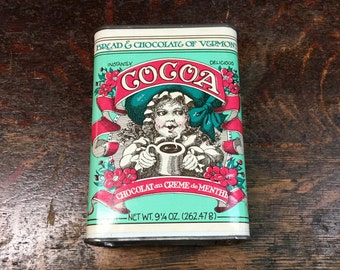 BREAD & CHOCOLATE OF VERMONT
INSTANTLY DELICIOUS
COCOA
CHOCOLAT au CREME de MENTHE
NET WT. 9¼ OZ. (262.47 g)